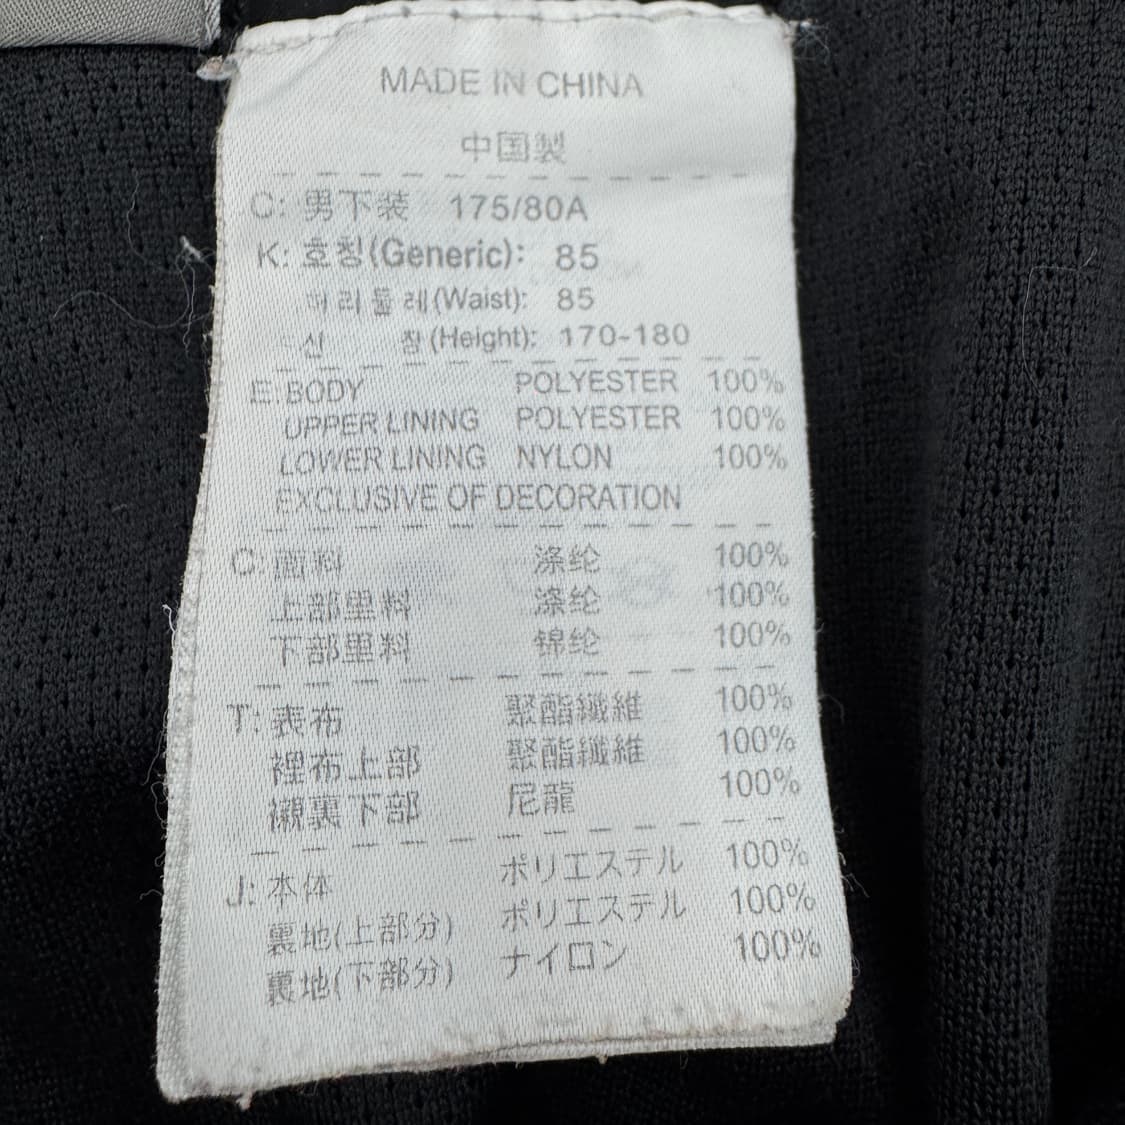 MADE IN CHINA
中国製
C: 男下装 175/80A
K: 호칭(Generic): 85
허리둘레(Waist): 85
신 장(Height): 170-180
E: BODY POLYESTER 100%
UPPER LINING POLYESTER 100%
LOWER LINING NYLON 100%
EXCLUSIVE OF DECORATION
C: 面料 涤纶 100%
上部里料 涤纶 100%
下部里料 锦纶 100%
T: 表布 聚酯纖維 100%
裡布上部 聚酯纖維 100%
襯裏下部 尼龍 100%
J: 本体 ポリエステル 100%
裏地(上部分) ポリエステル 100%
裏地(下部分) ナイロン 100%